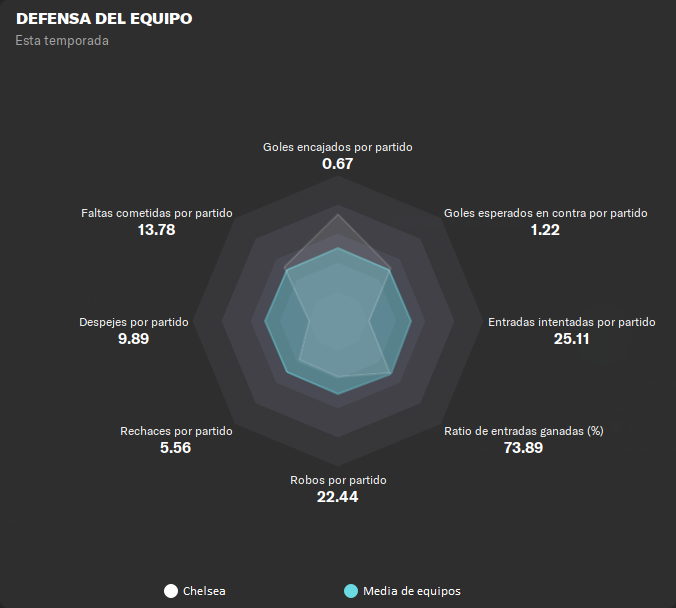 DEFENSA DEL EQUIPO
Esta temporada
Goles encajados por partido
0.67
Faltas cometidas por partido
13.78
Goles esperados en contra por partido
1.22
Despejes por partido
9.89
Entradas intentadas por partido
25.11
Rechaces por partido
5.56
Ratio de entradas ganadas (%)
73.89
Robos por partido
22.44
Chelsea
Media de equipos